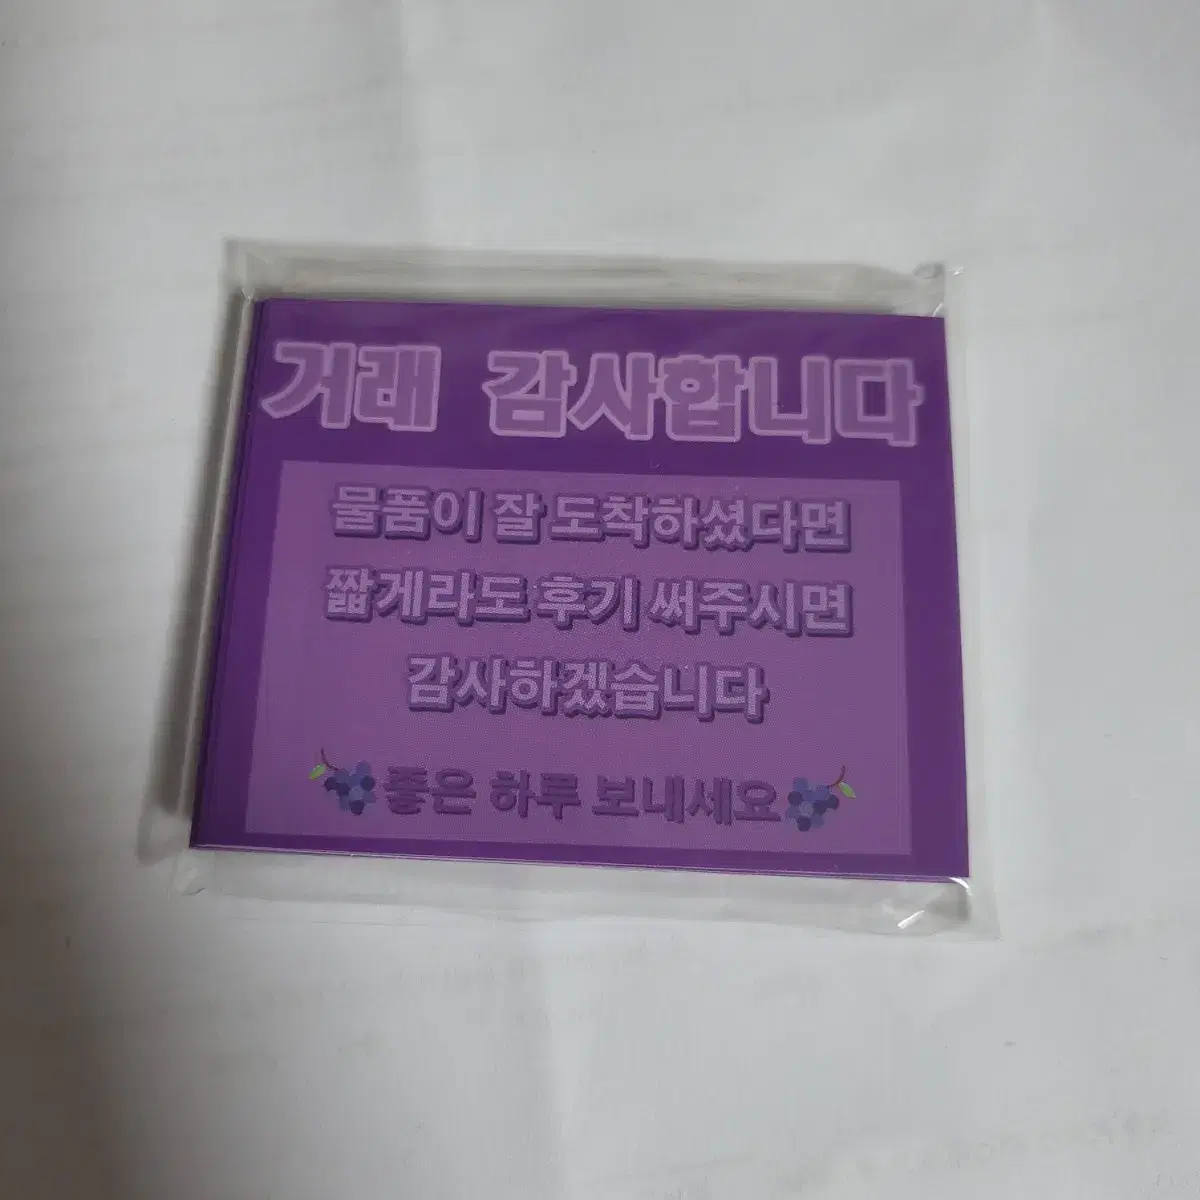 거래 감사합니다
물품이 잘 도착하셨다면
짧게라도 후기 써주시면
감사하겠습니다
좋은 하루 보내세요